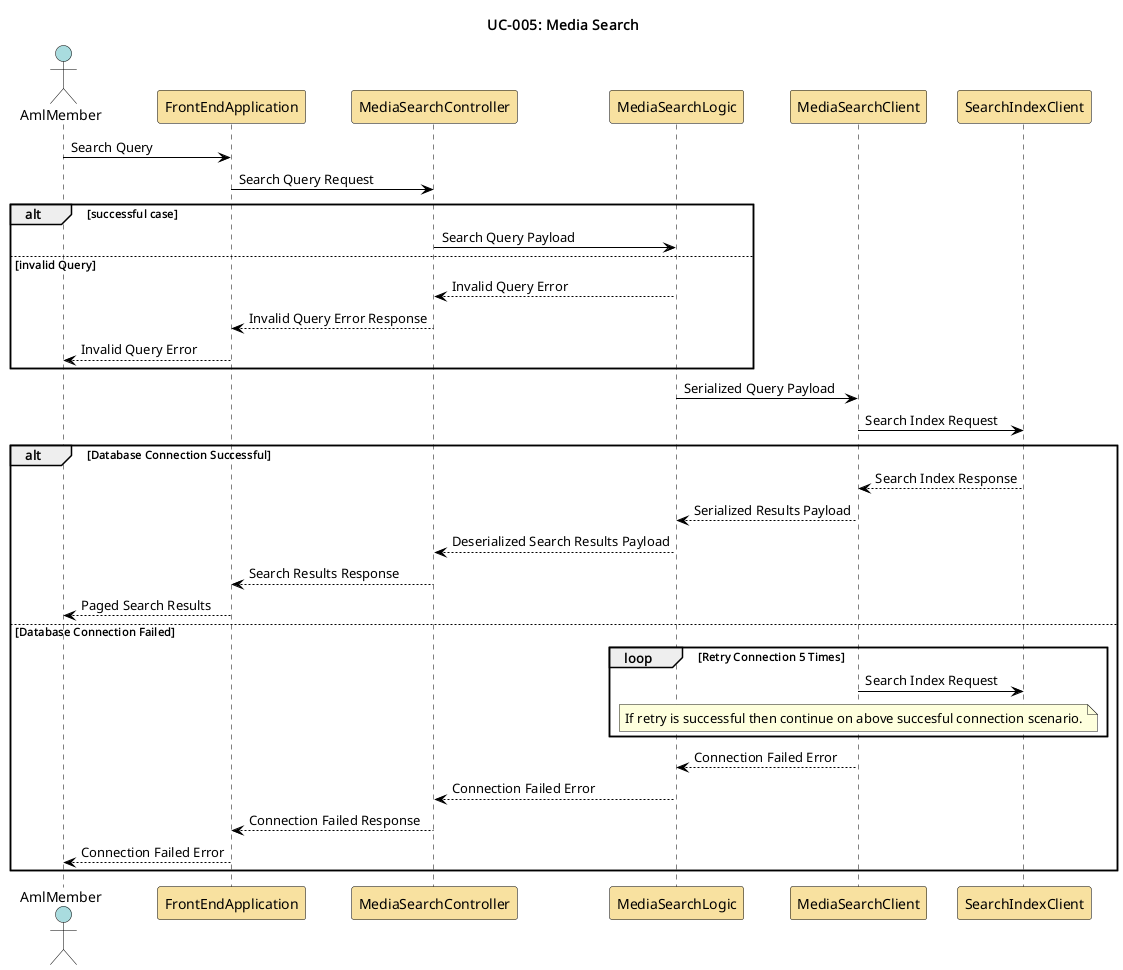 UC-005: Media Search
AmlMember
FrontEndApplication
MediaSearchController
MediaSearchLogic
MediaSearchClient
SearchIndexClient
Search Query
Search Query Request
alt
[successful case]
Search Query Payload
[invalid Query]
Invalid Query Error
Invalid Query Error Response
Invalid Query Error
Serialized Query Payload
Search Index Request
alt
[Database Connection Successful]
Search Index Response
Serialized Results Payload
Deserialized Search Results Payload
Search Results Response
Paged Search Results
[Database Connection Failed]
loop
[Retry Connection 5 Times]
Search Index Request
If retry is successful then continue on above succesful connection scenario.
Connection Failed Error
Connection Failed Error
Connection Failed Response
Connection Failed Error
AmlMember
FrontEndApplication
MediaSearchController
MediaSearchLogic
MediaSearchClient
SearchIndexClient